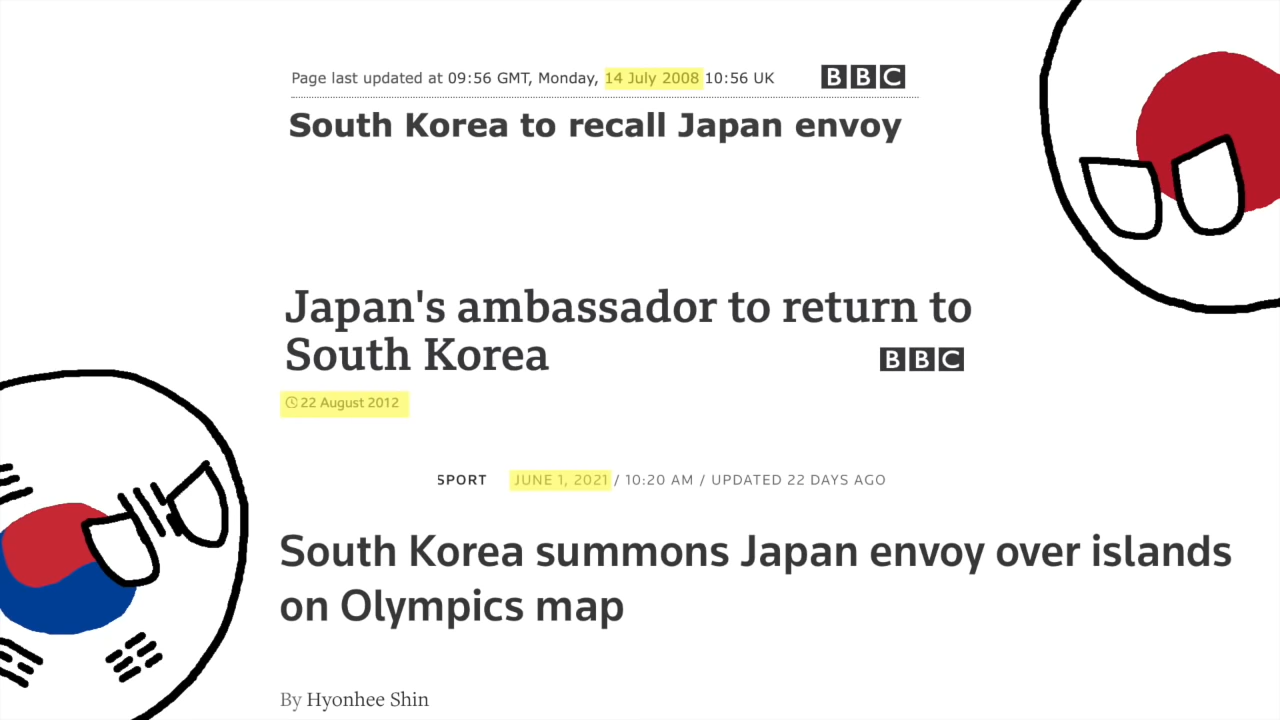 Page last updated at 09:56 GMT, Monday, 14 July 2008 10:56 UK BBC
South Korea to recall Japan envoy
Japan's ambassador to return to
South Korea BBC
22 August 2012
SPORT JUNE 1, 2021 / 10:20 AM / UPDATED 22 DAYS AGO
South Korea summons Japan envoy over islands
on Olympics map
By Hyonhee Shin